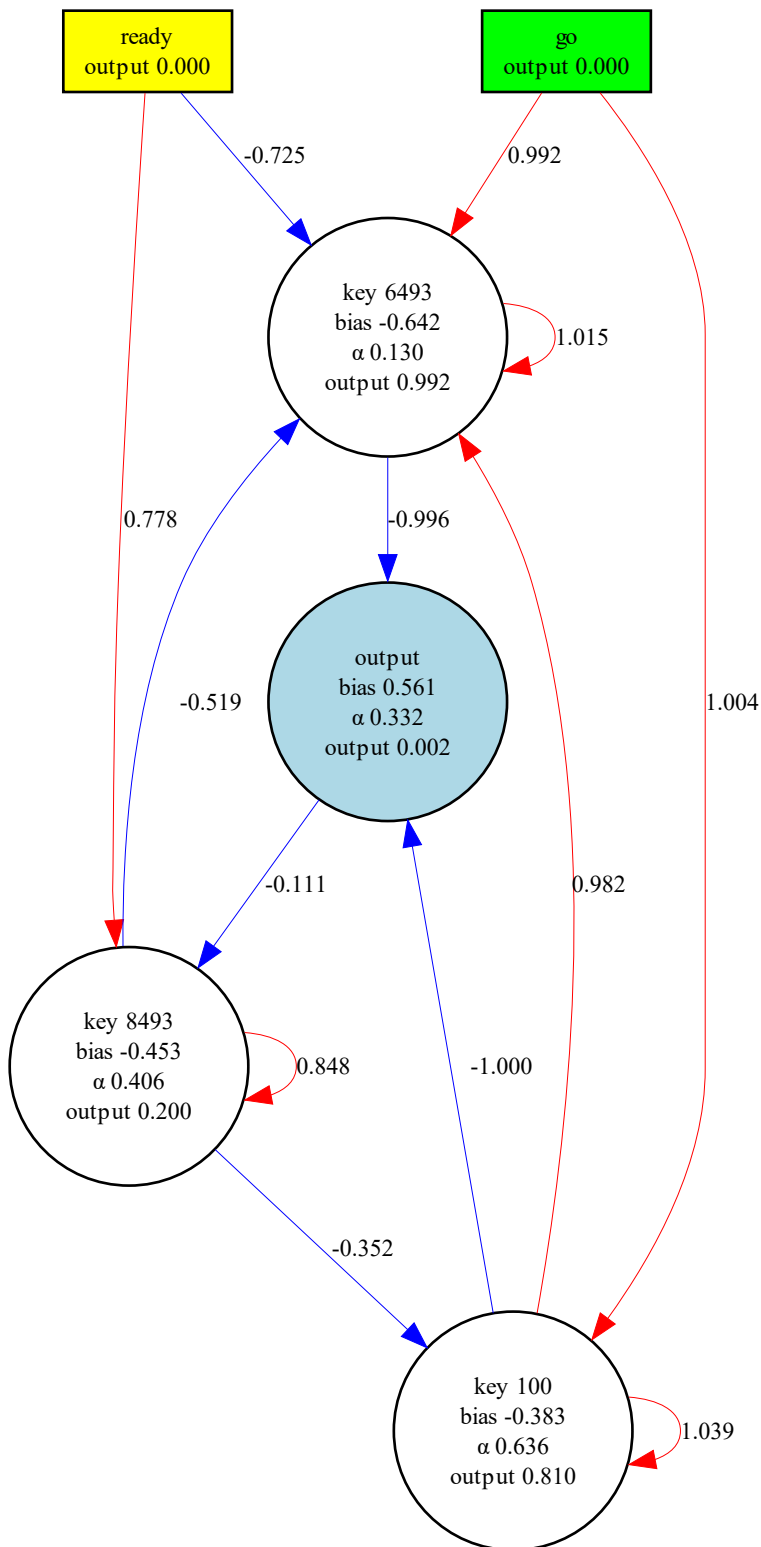 ready
output 0.000
go
output 0.000
-0.725
0.992
key 6493
bias -0.642
α 0.130
output 0.992
1.015
0.778
-0.996
output
bias 0.561
α 0.332
output 0.002
-0.519
1.004
-0.111
0.982
key 8493
bias -0.453
α 0.406
output 0.200
0.848
-1.000
-0.352
key 100
bias -0.383
α 0.636
output 0.810
1.039